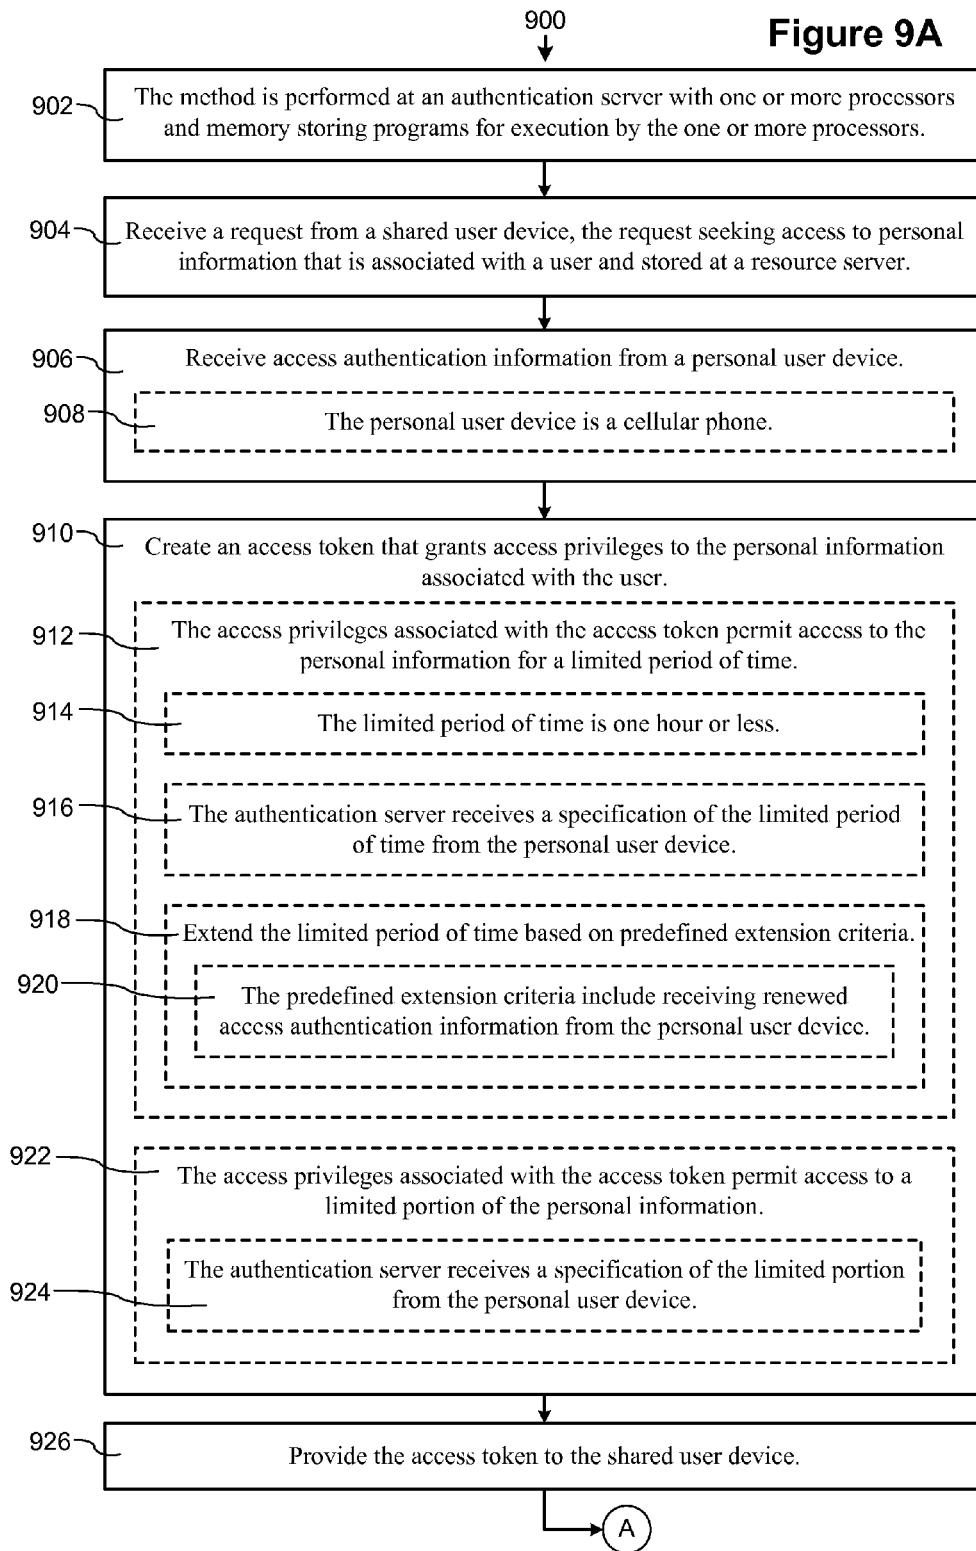 900
Figure 9A
902
The method is performed at an authentication server with one or more processors
and memory storing programs for execution by the one or more processors.
904
Receive a request from a shared user device, the request seeking access to personal
information that is associated with a user and stored at a resource server.
906
Receive access authentication information from a personal user device.
908
The personal user device is a cellular phone.
910
Create an access token that grants access privileges to the personal information
associated with the user.
912
The access privileges associated with the access token permit access to the
personal information for a limited period of time.
914
The limited period of time is one hour or less.
916
The authentication server receives a specification of the limited period
of time from the personal user device.
918
Extend the limited period of time based on predefined extension criteria.
920
The predefined extension criteria include receiving renewed
access authentication information from the personal user device.
922
The access privileges associated with the access token permit access to a
limited portion of the personal information.
924
The authentication server receives a specification of the limited portion
from the personal user device.
926
Provide the access token to the shared user device.
A